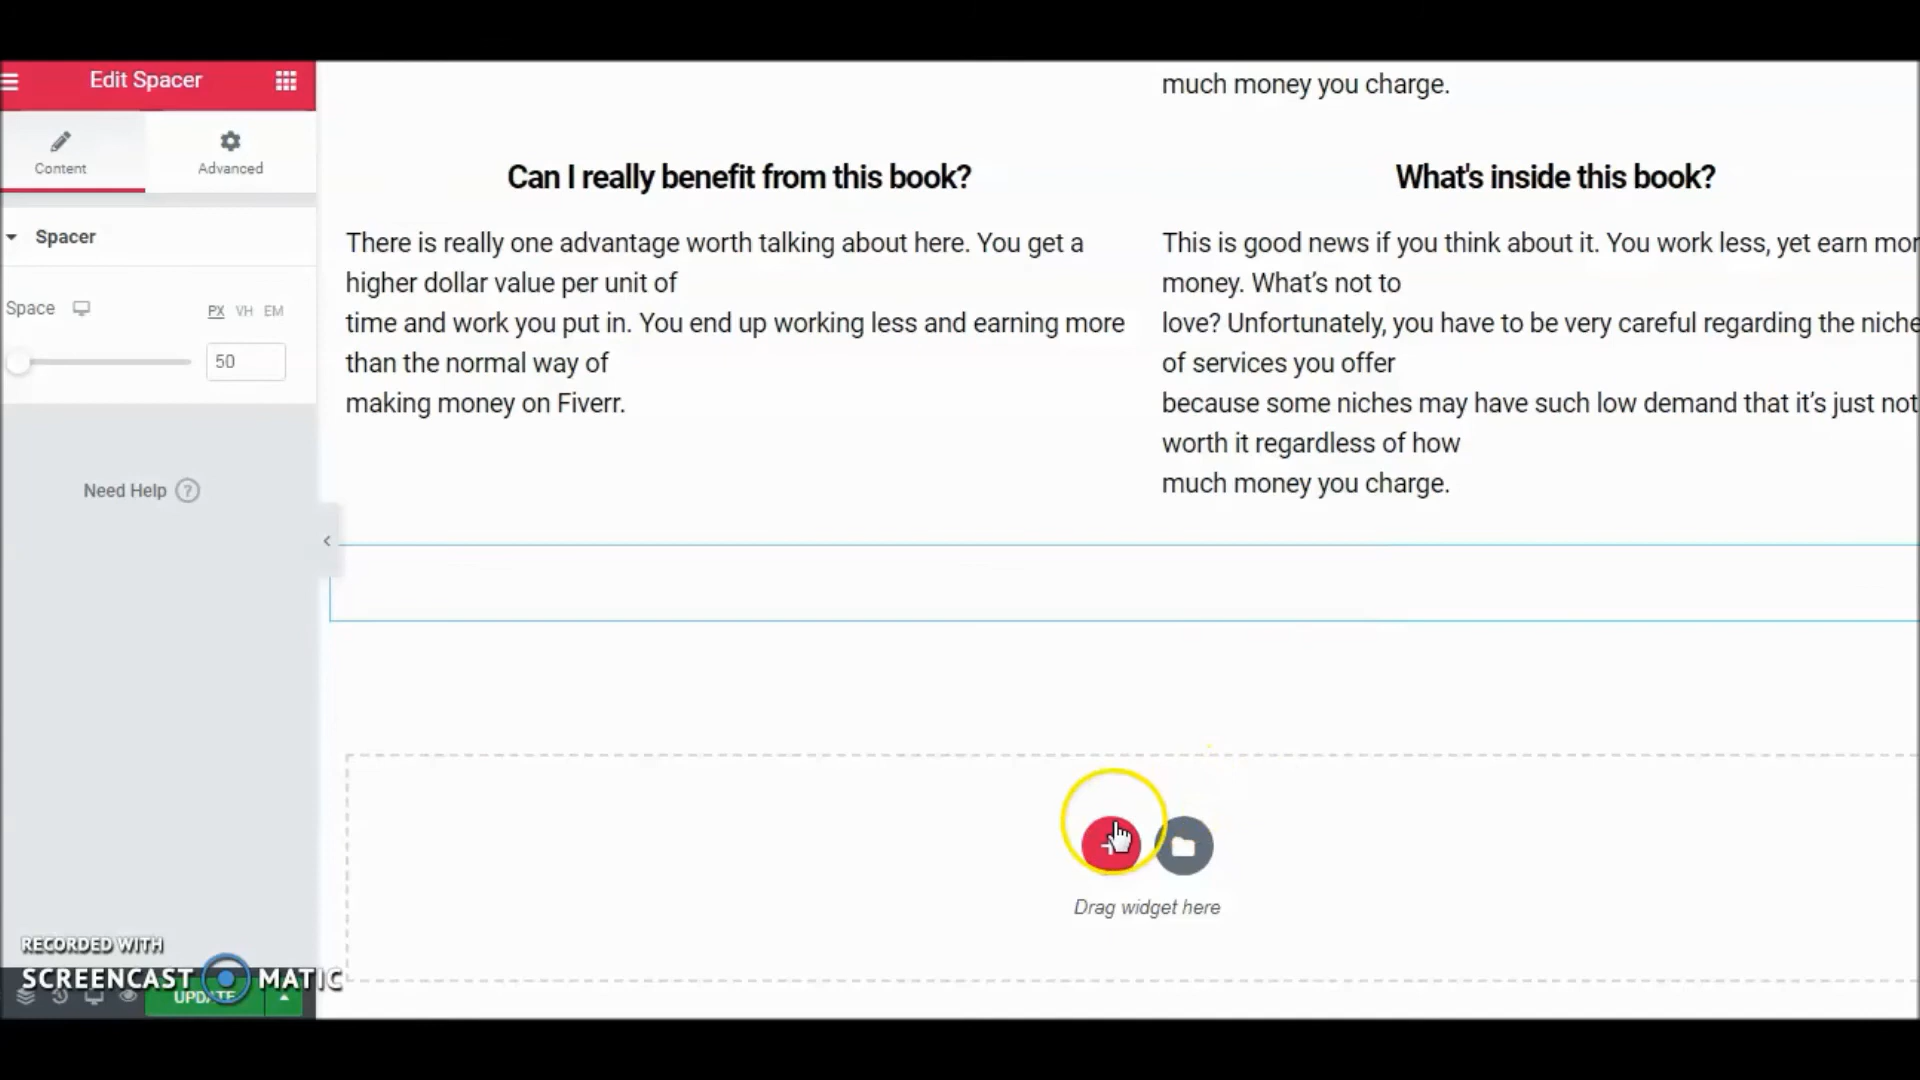 Edit Spacer
Content
Advanced
Spacer
Space
PX VH EM
50
Need Help ?
much money you charge.
Can I really benefit from this book?
There is really one advantage worth talking about here. You get a
higher dollar value per unit of
time and work you put in. You end up working less and earning more
than the normal way of
making money on Fiverr.
What's inside this book?
This is good news if you think about it. You work less, yet earn mor
money. What’s not to
love? Unfortunately, you have to be very careful regarding the niche
of services you offer
because some niches may have such low demand that it’s just not
worth it regardless of how
much money you charge.
Drag widget here
RECORDED WITH
SCREENCAST MATIC
UPDATE